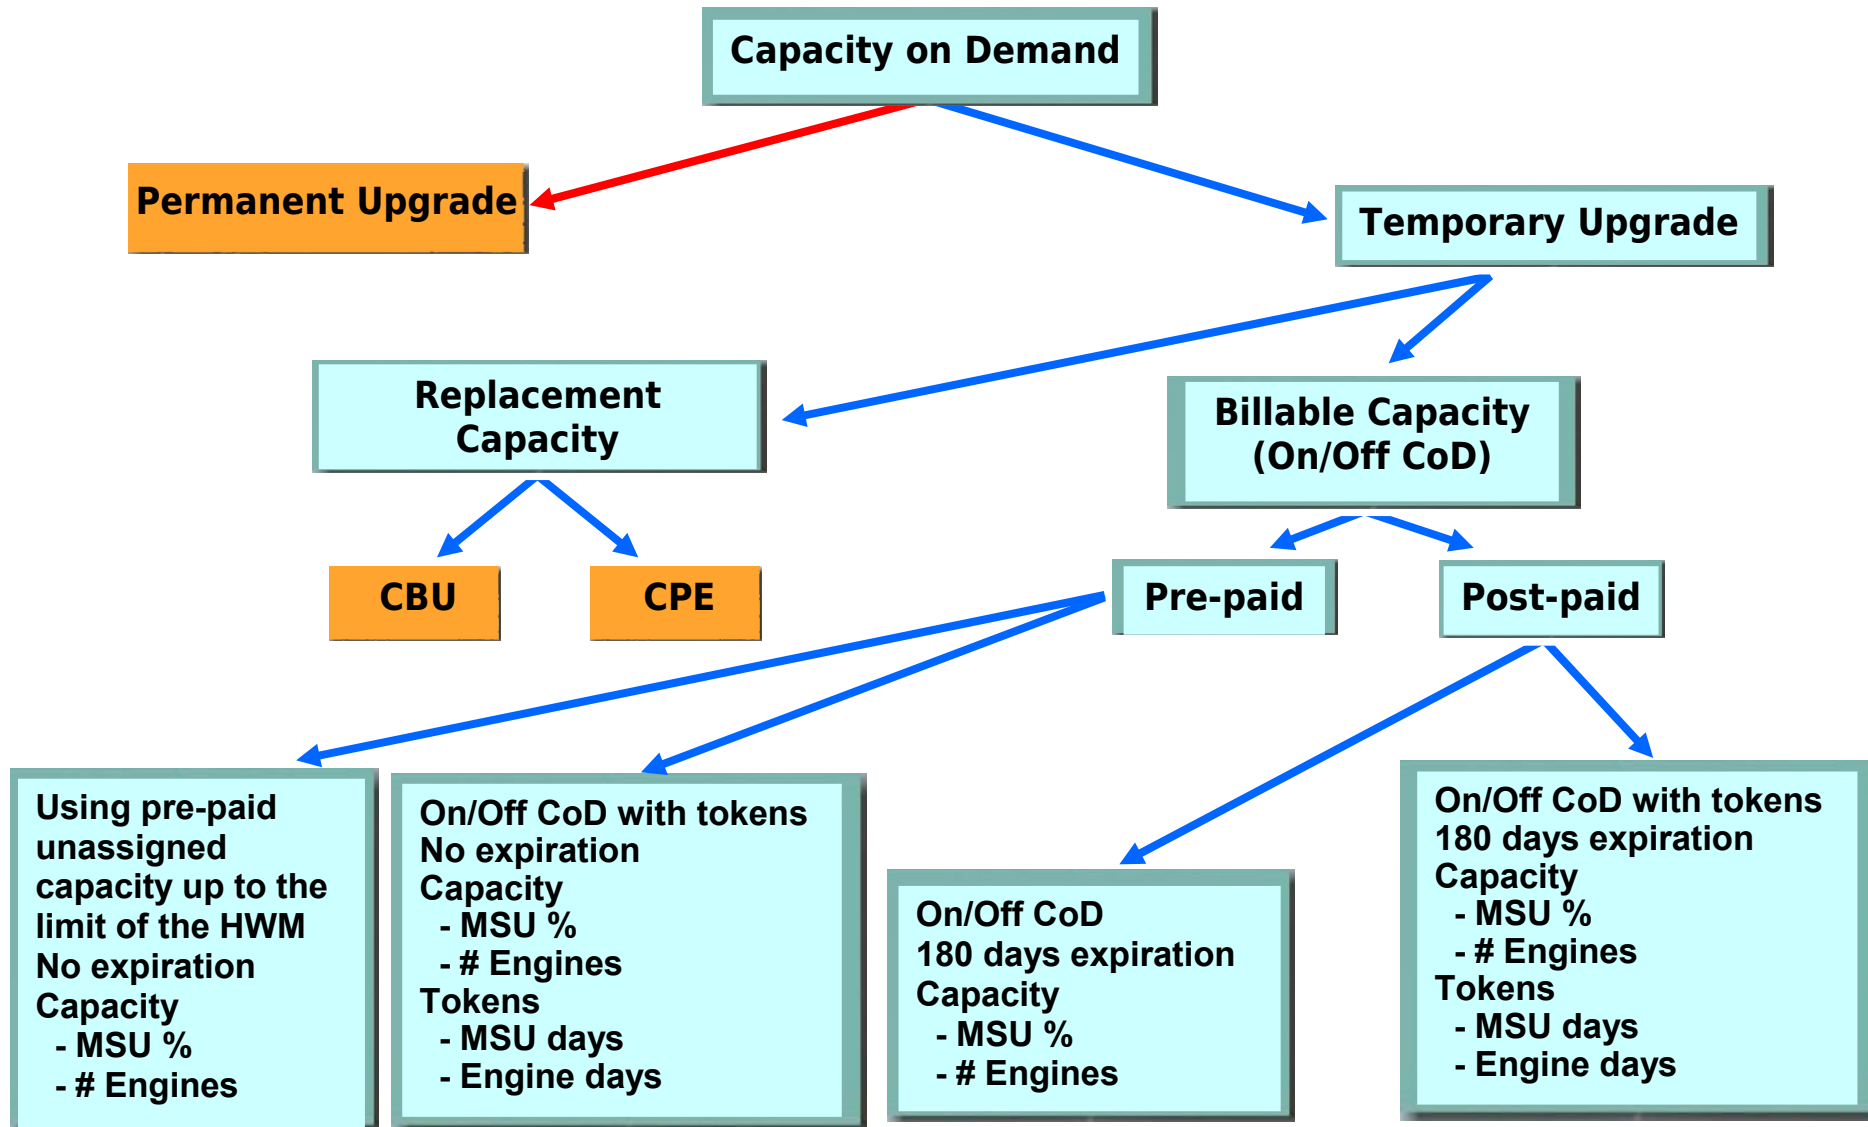 Capacity on Demand
Permanent Upgrade
Temporary Upgrade
Replacement
Capacity
Billable Capacity
(On/Off CoD)
CBU
CPE
Pre-paid
Post-paid
Using pre-paid
unassigned
capacity up to the
limit of the HWM
No expiration
Capacity
- MSU %
- # Engines
On/Off CoD with tokens
No expiration
Capacity
- MSU %
- # Engines
Tokens
- MSU days
- Engine days
On/Off CoD
180 days expiration
Capacity
- MSU %
- # Engines
On/Off CoD with tokens
180 days expiration
Capacity
- MSU %
- # Engines
Tokens
- MSU days
- Engine days